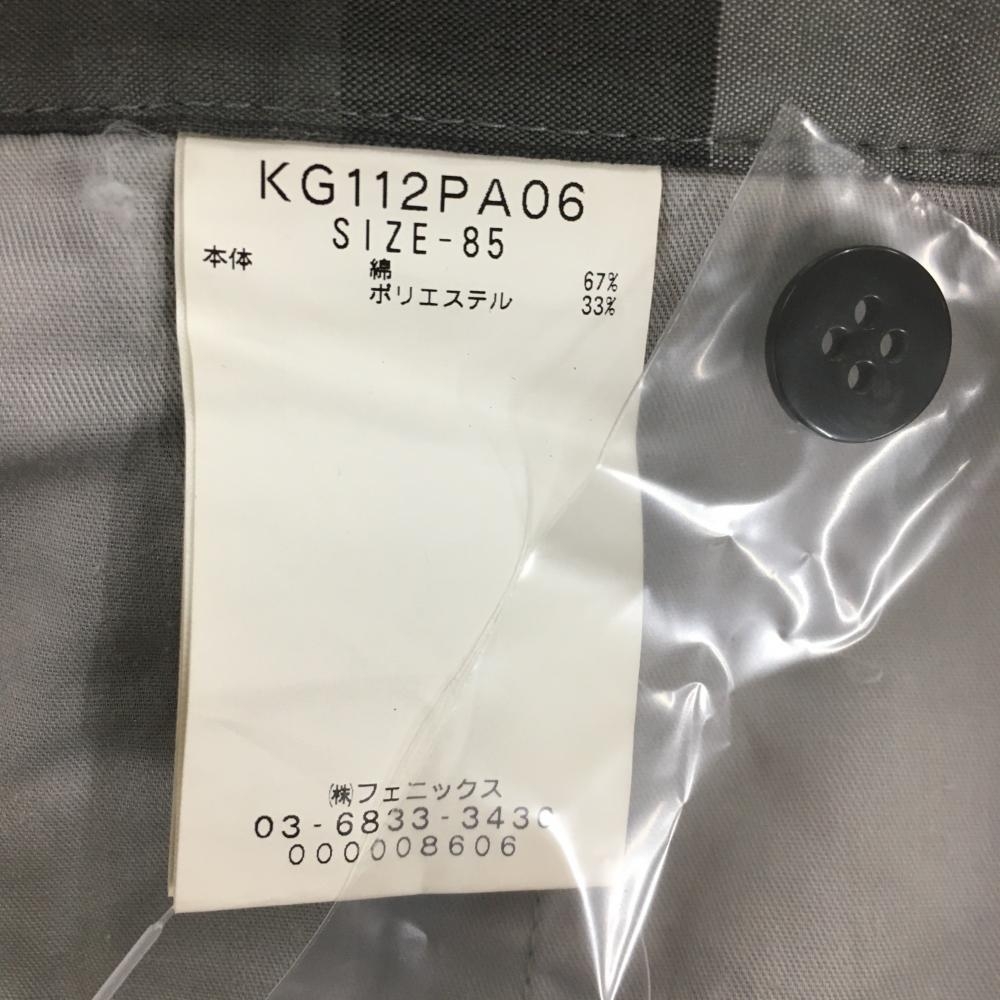 KG112PA06
SIZE-85
本体 綿 67%
ポリエステル 33%
㈱フェニックス
03-6833-3430
000008606